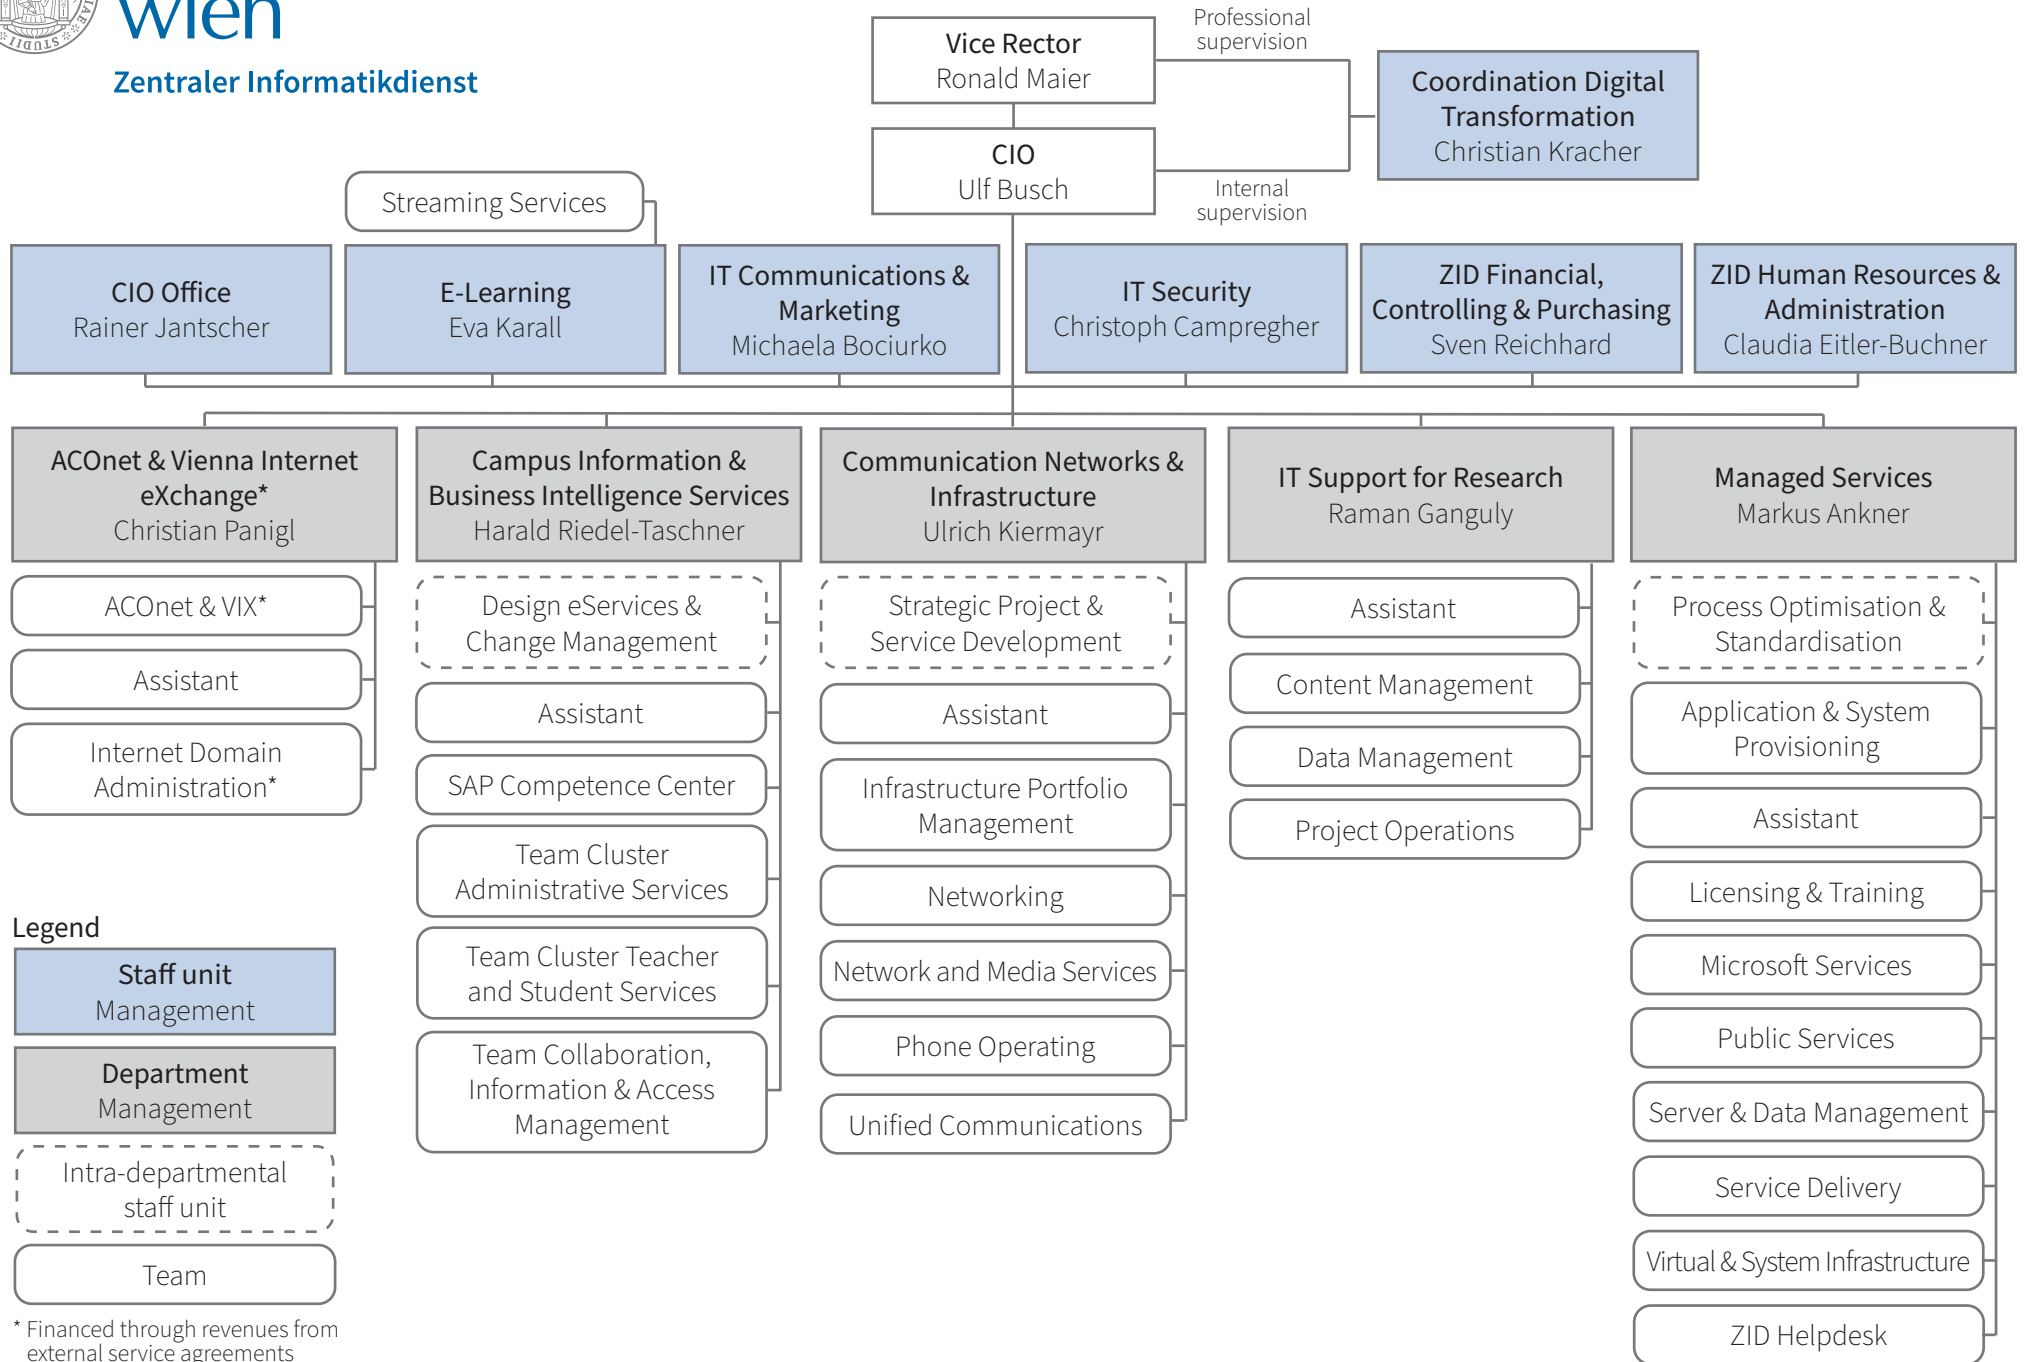 wien
Zentraler Informatikdienst
STUDII
Vice Rector
Ronald Maier
Professional
supervision
Coordination Digital
Transformation
Christian Kracher
CIO
Ulf Busch
Internal
supervision
Streaming Services
CIO Office
Rainer Jantscher
E-Learning
Eva Karall
IT Communications &
Marketing
Michaela Bociurko
IT Security
Christoph Campregher
ZID Financial,
Controlling & Purchasing
Sven Reichhard
ZID Human Resources &
Administration
Claudia Eitler-Buchner
ACOnet & Vienna Internet
eXchange*
Christian Panigl
ACOnet & VIX*
Assistant
Internet Domain
Administration*
Campus Information &
Business Intelligence Services
Harald Riedel-Taschner
Design eServices &
Change Management
Assistant
SAP Competence Center
Team Cluster
Administrative Services
Team Cluster Teacher
and Student Services
Team Collaboration,
Information & Access
Management
Communication Networks &
Infrastructure
Ulrich Kiermayr
Strategic Project &
Service Development
Assistant
Infrastructure Portfolio
Management
Networking
Network and Media Services
Phone Operating
Unified Communications
IT Support for Research
Raman Ganguly
Assistant
Content Management
Data Management
Project Operations
Managed Services
Markus Ankner
Process Optimisation &
Standardisation
Application & System
Provisioning
Assistant
Licensing & Training
Microsoft Services
Public Services
Server & Data Management
Service Delivery
Virtual & System Infrastructure
ZID Helpdesk
Legend
Staff unit
Management
Department
Management
Intra-departmental
staff unit
Team
* Financed through revenues from
external service agreements